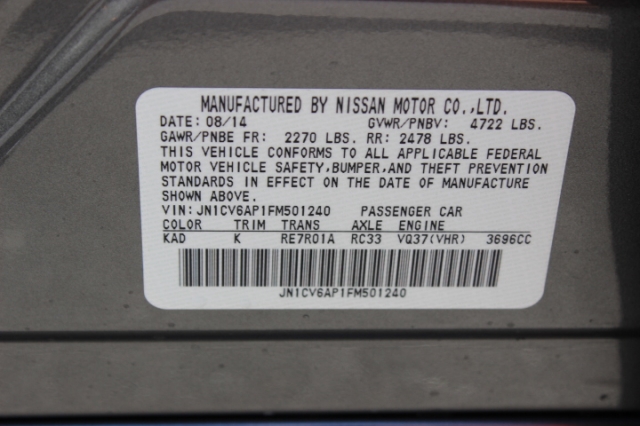 MANUFACTURED BY NISSAN MOTOR CO.,LTD.
DATE: 08/14 GVWR/PNBV: 4722 LBS.
GAWR/PNBE FR: 2270 LBS. RR: 2478 LBS.
THIS VEHICLE CONFORMS TO ALL APPLICABLE FEDERAL
MOTOR VEHICLE SAFETY,BUMPER,AND THEFT PREVENTION
STANDARDS IN EFFECT ON THE DATE OF MANUFACTURE
SHOWN ABOVE.
VIN: JN1CV6AP1FM501240 PASSENGER CAR
COLOR TRIM TRANS AXLE ENGINE
KAD K RE7R01A RC33 VQ37(VHR) 3696CC
JN1CV6AP1FM501240